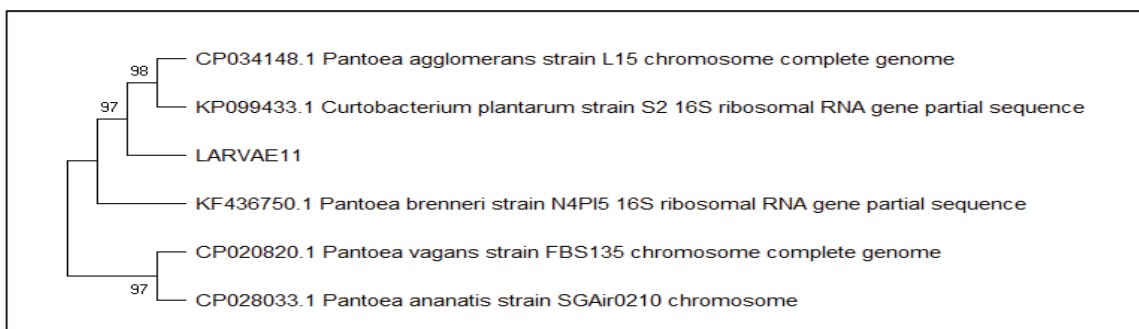 98
CP034148.1 Pantoea agglomerans strain L15 chromosome complete genome
97
KP099433.1 Curtobacterium plantarum strain S2 16S ribosomal RNA gene partial sequence
LARVAE11
KF436750.1 Pantoea brenneri strain N4PI5 16S ribosomal RNA gene partial sequence
CP020820.1 Pantoea vagans strain FBS135 chromosome complete genome
97
CP028033.1 Pantoea ananatis strain SGAir0210 chromosome